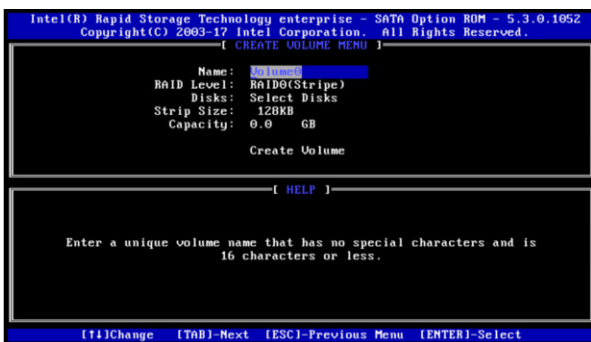 Intel(R) Rapid Storage Technology enterprise - SATA Option ROM - 5.3.0.1052
Copyright(C) 2003-17 Intel Corporation. All Rights Reserved.
[ CREATE VOLUME MENU ]
Name: Volume0
RAID Level: RAID0(Stripe)
Disks: Select Disks
Strip Size: 128KB
Capacity: 0.0 GB
Create Volume
[ HELP ]
Enter a unique volume name that has no special characters and is
16 characters or less.
[↑↓]Change [TAB]-Next [ESC]-Previous Menu [ENTER]-Select